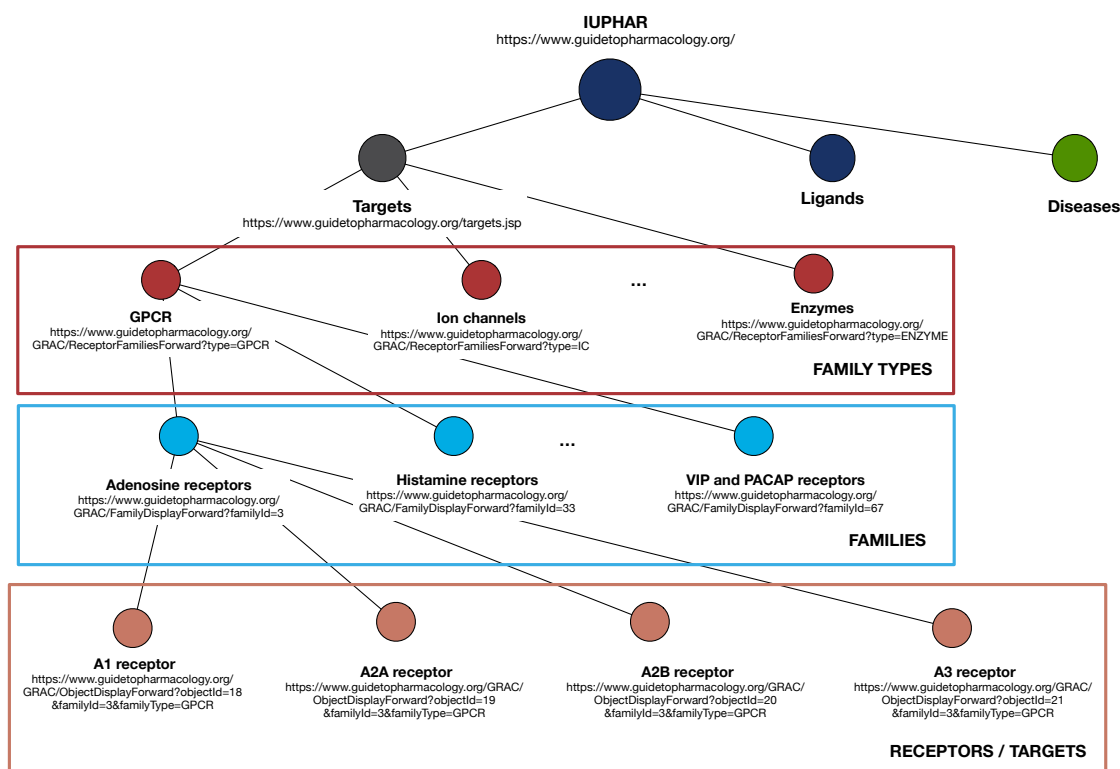 IUPHAR
https://www.guidetopharmacology.org/
Targets
https://www.guidetopharmacology.org/targets.jsp
Ligands
Diseases
GPCR
https://www.guidetopharmacology.org/
GRAC/ReceptorFamiliesForward?type=GPCR
Ion channels
https://www.guidetopharmacology.org/
GRAC/ReceptorFamiliesForward?type=IC
...
Enzymes
https://www.guidetopharmacology.org/
GRAC/ReceptorFamiliesForward?type=ENZYME
FAMILY TYPES
Adenosine receptors
https://www.guidetopharmacology.org/
GRAC/FamilyDisplayForward?familyId=3
Histamine receptors
https://www.guidetopharmacology.org/
GRAC/FamilyDisplayForward?familyId=33
...
VIP and PACAP receptors
https://www.guidetopharmacology.org/
GRAC/FamilyDisplayForward?familyId=67
FAMILIES
A1 receptor
https://www.guidetopharmacology.org/
GRAC/ObjectDisplayForward?objectId=18
&familyId=3&familyType=GPCR
A2A receptor
https://www.guidetopharmacology.org/GRAC/
ObjectDisplayForward?objectId=19
&familyId=3&familyType=GPCR
A2B receptor
https://www.guidetopharmacology.org/GRAC/
ObjectDisplayForward?objectId=20
&familyId=3&familyType=GPCR
A3 receptor
https://www.guidetopharmacology.org/GRAC/
ObjectDisplayForward?objectId=21
&familyId=3&familyType=GPCR
RECEPTORS / TARGETS